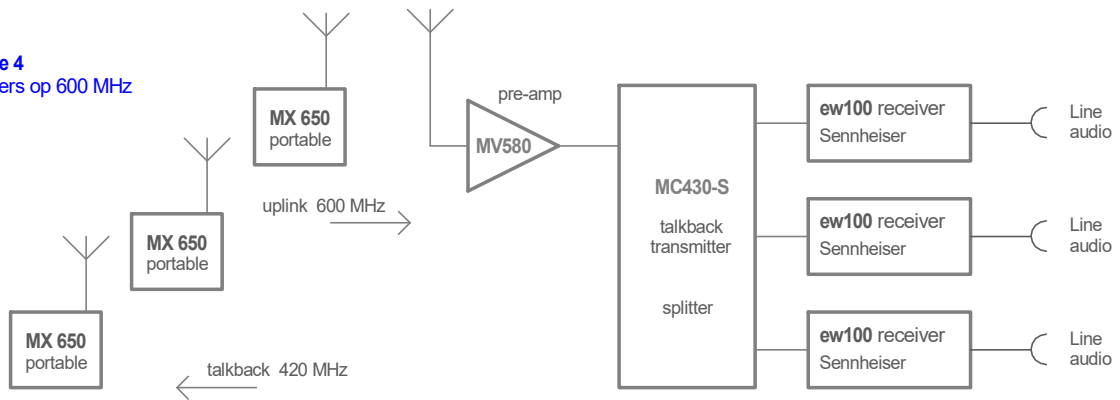 e 4
ers op 600 MHz
MX 650
portable
MX 650
portable
MX 650
portable
uplink 600 MHz
talkback 420 MHz
pre-amp
MV580
MC430-S
talkback
transmitter
splitter
ew100 receiver
Sennheiser
Line
audio
ew100 receiver
Sennheiser
Line
audio
ew100 receiver
Sennheiser
Line
audio